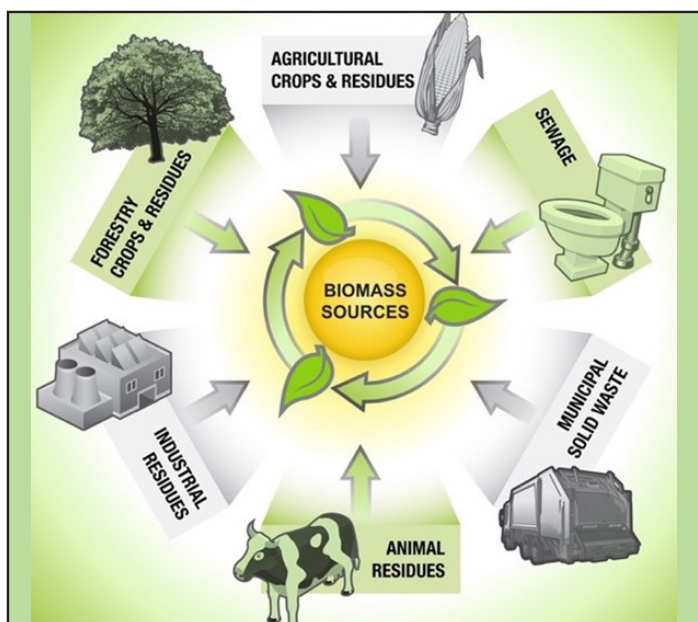 AGRICULTURAL
CROPS & RESIDUES
SEWAGE
FORESTRY
CROPS & RESIDUES
BIOMASS
SOURCES
MUNICIPAL
SOLID WASTE
INDUSTRIAL
RESIDUES
ANIMAL
RESIDUES